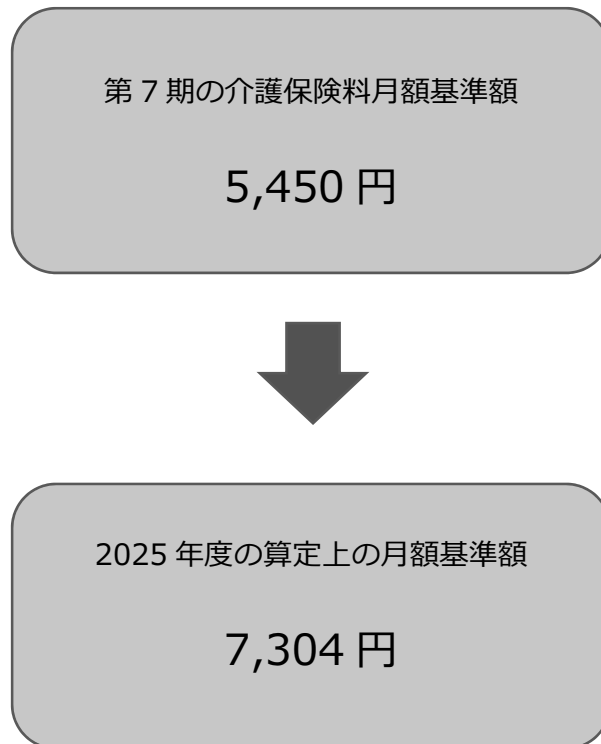 第 7 期の介護保険料月額基準額
5,450 円
2025 年度の算定上の月額基準額
7,304 円